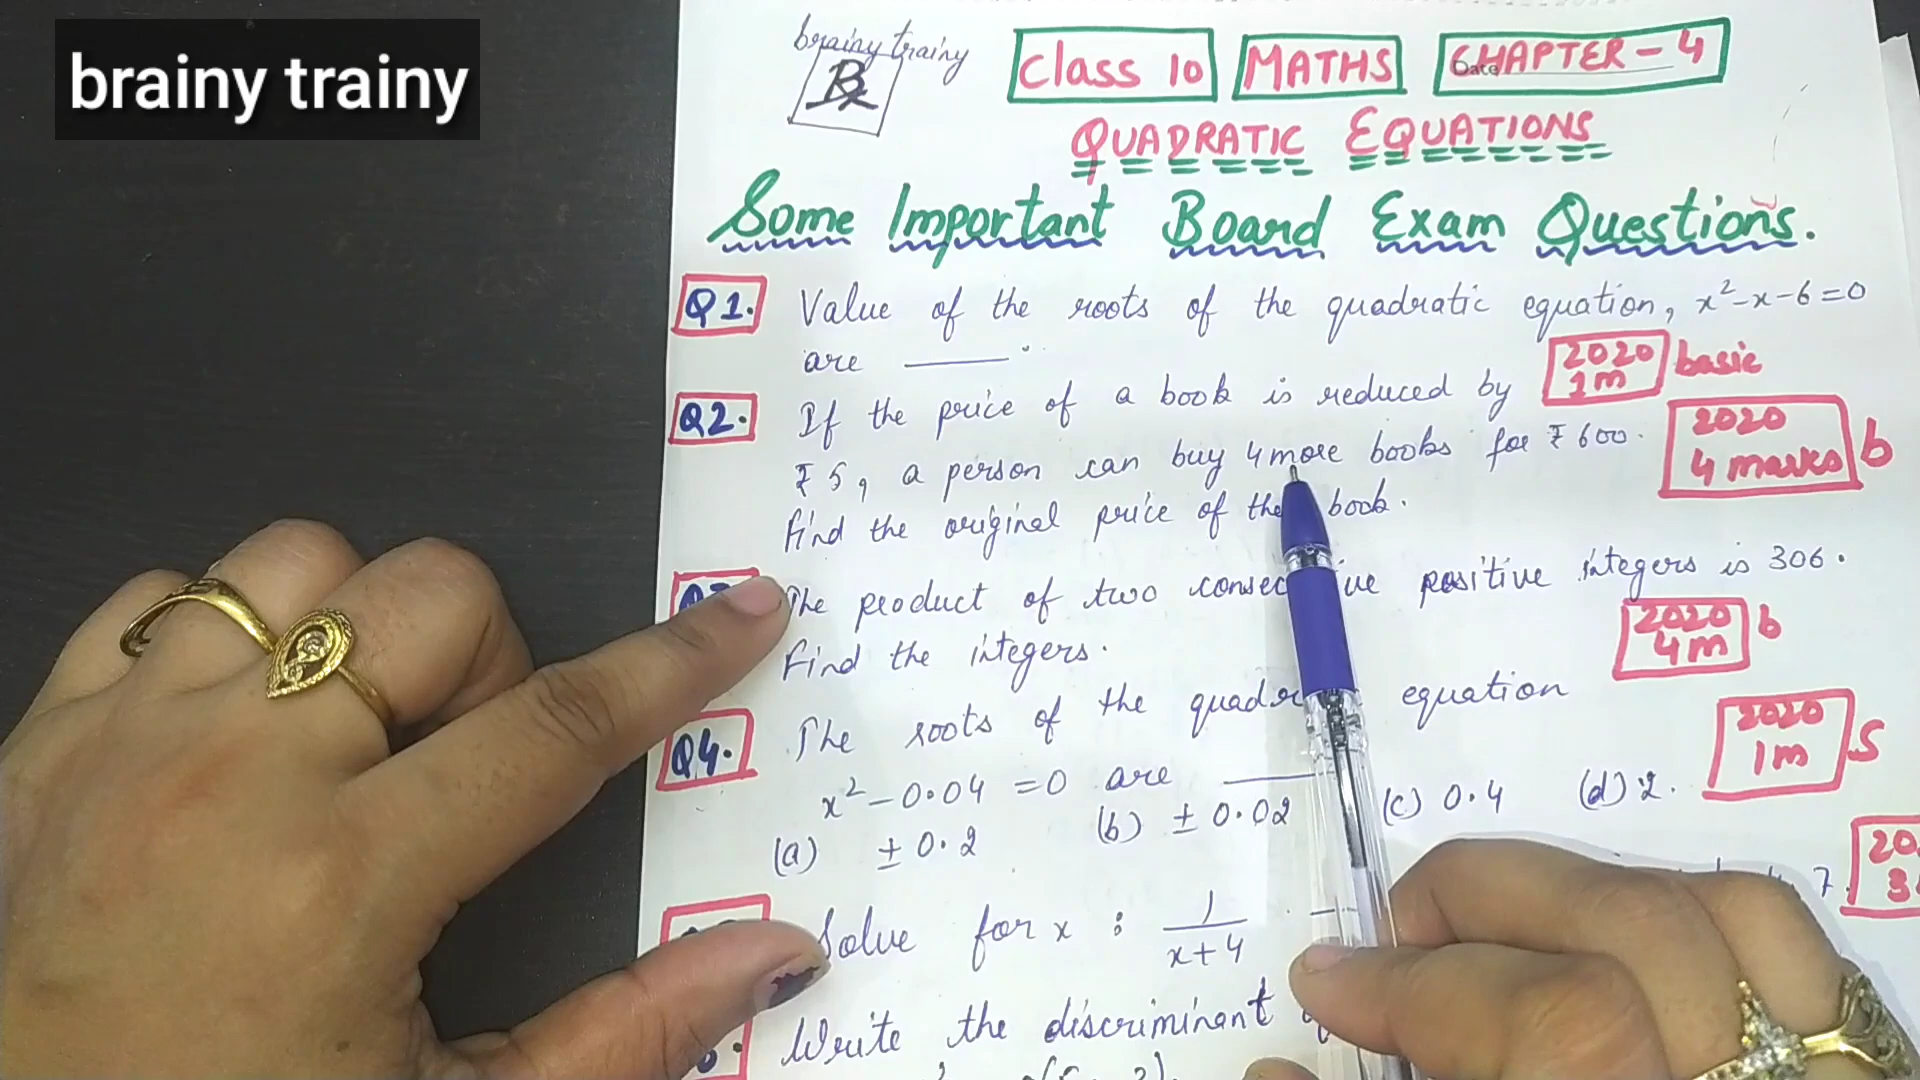 brainy trainy
brainy trainy
Class 10 MATHS CHAPTER-4
Date
QUADRATIC EQUATIONS
Some Important Board Exam Questions.
Q1. Value of the roots of the quadratic equation, x²-x-6=0
are ———.
2020 1m basic
Q2. If the price of a book is reduced by
₹ 5, a person can buy 4 more books for ₹ 600.
Find the original price of the book.
2020 4 marks b
The product of two positive integers is 306.
Find the integers.
2020 4m b
Q4. The roots of the equation
x²-0.04 =0 are ———
2020 1m S
(a) ±0.2 (b) ±0.02 (c) 0.4 (d) 2.
7.
Solve for x : 1/(x+4)
Write the discriminant